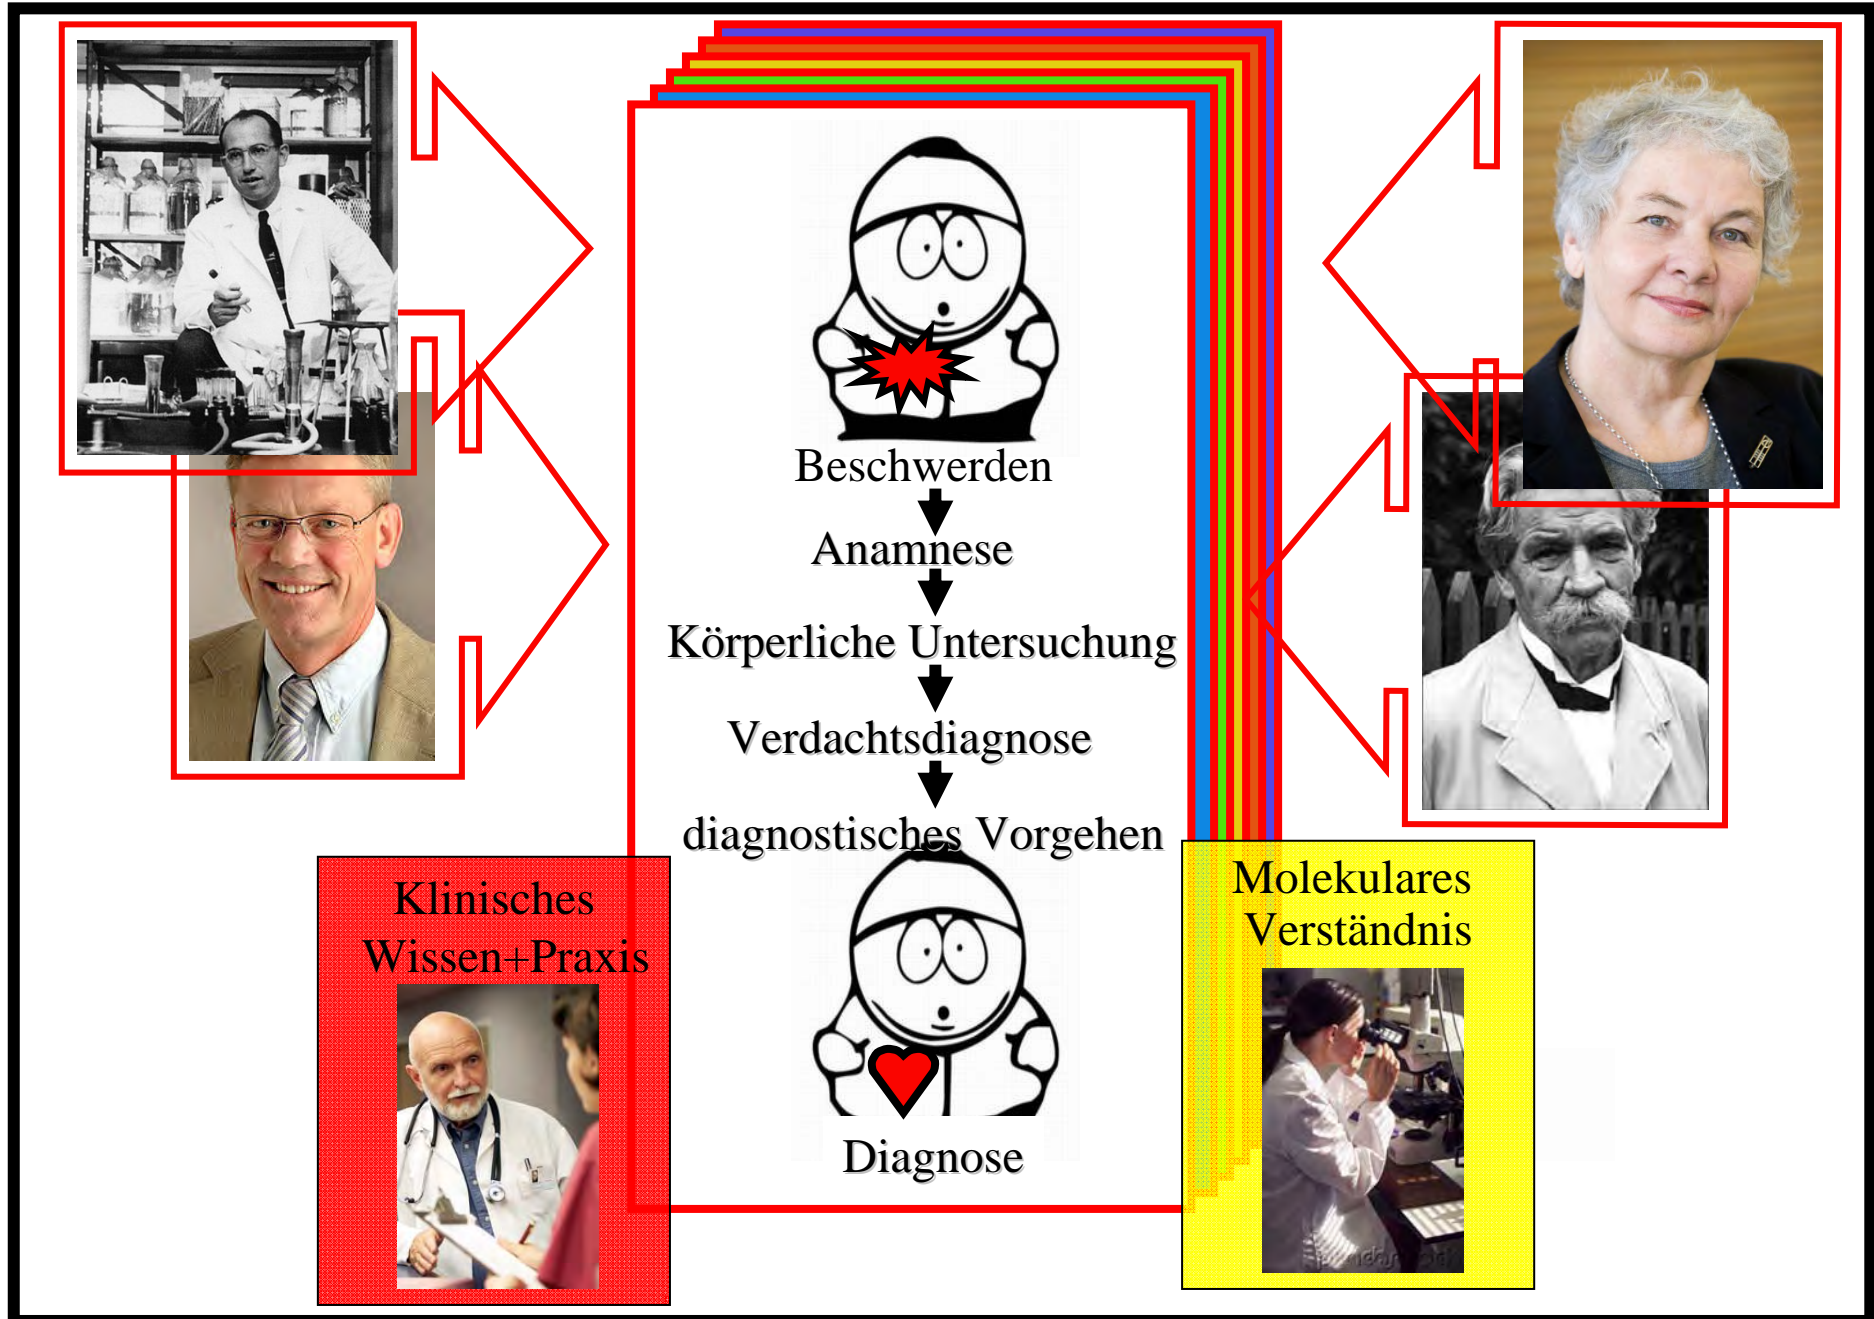 Beschwerden
Anamnese
Körperliche Untersuchung
Verdachtsdiagnose
diagnostisches Vorgehen
Diagnose
Klinisches
Wissen+Praxis
Molekulares
Verständnis